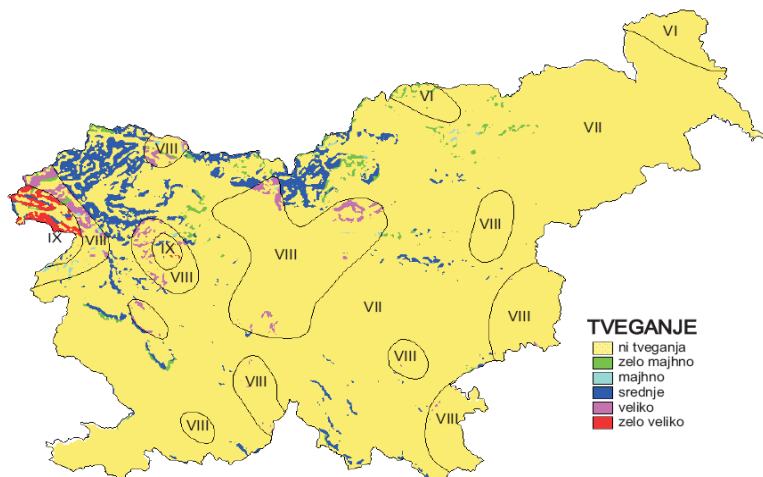 VI
VI
VII
VIII
VIII
IX
VIII
IX
VIII
VIII
VII
VIII
VIII
VIII
VIII
VIII
TVEGANJE
ni tveganja
zelo majhno
majhno
srednje
veliko
zelo veliko